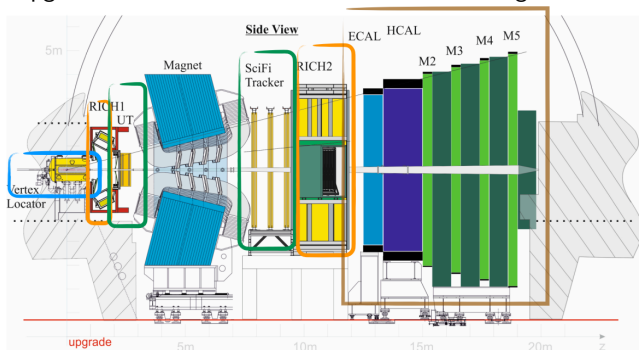 Side View
ECAL HCAL
M4 M5
M2 M3
5m
Magnet
SciFi
Tracker
RICH2
RICH1
UT
Vertex
Locator
upgrade
5m 10m 15m 20m z